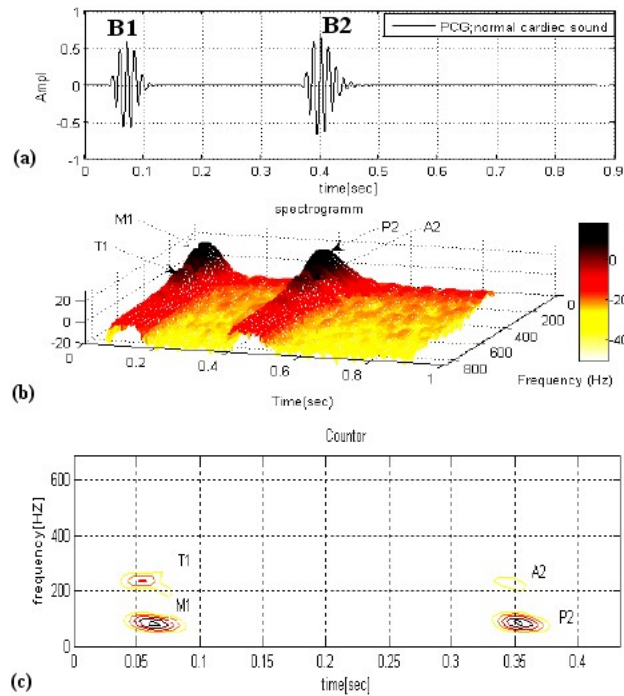 B1
B2
PCG;normal cardiec sound
1
0.5
0
-0.5
-1
Ampl
0 0.1 0.2 0.3 0.4 0.5 0.6 0.7 0.8 0.9
time[sec]
(a)
spectrogramm
M1
T1
P2
A2
20
0
-20
0 0.2 0.4 0.6 0.8 1
0
200
400
600
800
Time(sec)
Frequency (Hz)
0
-20
-40
(b)
Countor
600
400
200
0
frequency[HZ]
T1
M1
A2
P2
0 0.05 0.1 0.15 0.2 0.25 0.3 0.35 0.4
time[sec]
(c)